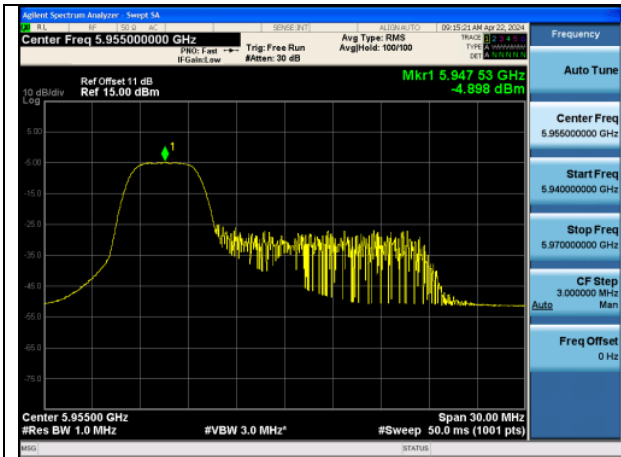 Agilent Spectrum Analyzer - Swept SA
RL RF 50 Ω AC SENSE:INT ALIGN AUTO 09:15:21 AM Apr 22, 2024
Center Freq 5.955000000 GHz
PNO: Fast
IFGain:Low
Trig: Free Run
#Atten: 30 dB
Avg Type: RMS
Avg|Hold: 100/100
TRACE 1 2 3 4 5 6
TYPE A
DET A N N N N N
Mkr1 5.947 53 GHz
-4.898 dBm
Ref Offset 11 dB
10 dB/div Ref 15.00 dBm
Log
1
5.00
-5.00
-15.0
-25.0
-35.0
-45.0
-55.0
-65.0
-75.0
Center 5.95500 GHz
Span 30.00 MHz
#Res BW 1.0 MHz
#VBW 3.0 MHz*
#Sweep 50.0 ms (1001 pts)
MSG
STATUS
Frequency
Auto Tune
Center Freq
5.955000000 GHz
Start Freq
5.940000000 GHz
Stop Freq
5.970000000 GHz
CF Step
3.000000 MHz
Auto Man
Freq Offset
0 Hz